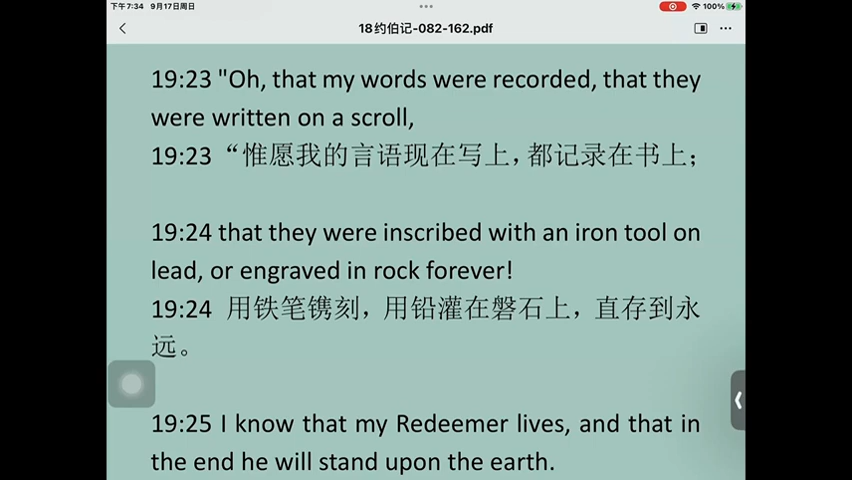 下午7:34 9月17日周日
100%
18约伯记-082-162.pdf
19:23 "Oh, that my words were recorded, that they
were written on a scroll,
19:23 “惟愿我的言语现在写上，都记录在书上；
19:24 that they were inscribed with an iron tool on
lead, or engraved in rock forever!
19:24 用铁笔镌刻，用铅灌在磐石上，直存到永
远。
19:25 I know that my Redeemer lives, and that in
the end he will stand upon the earth.